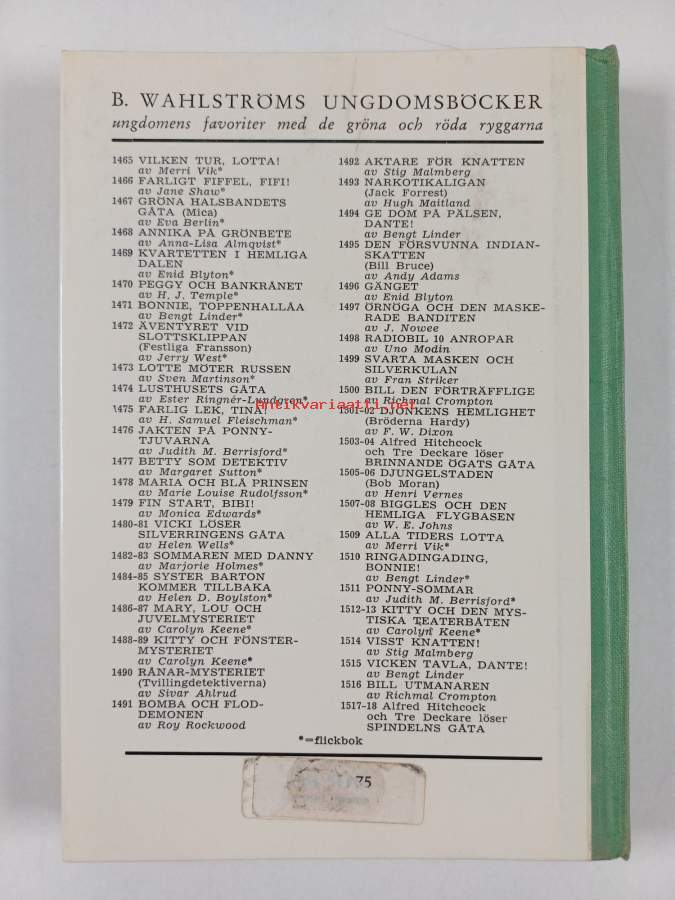 B. WAHLSTRÖMS UNGDOMSBÖCKER
ungdomens favoriter med de gröna och röda ryggarna
1465 VILKEN TUR, LOTTA!
av Merri Vik*
1466 FARLIGT FIFFEL, FIFI!
av Jane Shaw*
1467 GRÖNA HALSBANDETS
GÅTA (Mica)
av Eva Berlin*
1468 ANNIKA PÅ GRÖNBETE
av Anna-Lisa Almqvist*
1469 KVARTETTEN I HEMLIGA
DALEN
av Enid Blyton*
1470 PEGGY OCH BANKRÅNET
av H. J. Temple*
1471 BONNIE, TOPPENHALLÅA
av Bengt Linder*
1472 ÄVENTYRET VID
SLOTTSKLIPPAN
(Festliga Fransson)
av Jerry West*
1473 LOTTE MÖTER RUSSEN
av Sven Martinson*
1474 LUSTHUSETS GÅTA
av Ester Ringnér-Lundgren*
1475 FARLIG LEK, TINA!
av H. Samuel Fleischman*
1476 JAKTEN PÅ PONNY-
TJUVARNA
av Judith M. Berrisford*
1477 BETTY SOM DETEKTIV
av Margaret Sutton*
1478 MARIA OCH BLÅ PRINSEN
av Marie Louise Rudolfsson*
1479 FIN START, BIBI!
av Monica Edwards*
1480-81 VICKI LÖSER
SILVERRINGENS GÅTA
av Helen Wells*
1482-83 SOMMAREN MED DANNY
av Marjorie Holmes*
1484-85 SYSTER BARTON
KOMMER TILLBAKA
av Helen D. Boylston*
1486-87 MARY, LOU OCH
JUVELMYSTERIET
av Carolyn Keene*
1488-89 KITTY OCH FÖNSTER-
MYSTERIET
av Carolyn Keene*
1490 RÅNAR-MYSTERIET
(Tvillingdetektiverna)
av Sivar Ahlrud
1491 BOMBA OCH FLOD-
DEMONEN
av Roy Rockwood
1492 AKTARE FÖR KNATTEN
av Stig Malmberg
1493 NARKOTIKALIGAN
(Jack Forrest)
av Hugh Maitland
1494 GE DOM PÅ PÄLSEN,
DANTE!
av Bengt Linder
1495 DEN FÖRSVUNNA INDIAN-
SKATTEN
(Bill Bruce)
av Andy Adams
1496 GÄNGET
av Enid Blyton
1497 ÖRNÖGA OCH DEN MASKE-
RADE BANDITEN
av J. Nowee
1498 RADIOBIL 10 ANROPAR
av Uno Modin
1499 SVARTA MASKEN OCH
SILVERKULAN
av Fran Striker
1500 BILL DEN FÖRTRÄFFLIGE
av Richmal Crompton
1501-02 DJONKENS HEMLIGHET
(Bröderna Hardy)
av F. W. Dixon
1503-04 Alfred Hitchcock
och Tre Deckare löser
BRINNANDE ÖGATS GÅTA
1505-06 DJUNGELSTADEN
(Bob Moran)
av Henri Vernes
1507-08 BIGGLES OCH DEN
HEMLIGA FLYGBASEN
av W. E. Johns
1509 ALLA TIDERS LOTTA
av Merri Vik*
1510 RINGADINGADING,
BONNIE!
av Bengt Linder*
1511 PONNY-SOMMAR
av Judith M. Berrisford*
1512-13 KITTY OCH DEN MYS-
TISKA TEATERBÅTEN
av Carolyn Keene*
1514 VISST KNATTEN!
av Stig Malmberg
1515 VICKEN TAVLA, DANTE!
av Bengt Linder
1516 BILL UTMANAREN
av Richmal Crompton
1517-18 Alfred Hitchcock
och Tre Deckare löser
SPINDELNS GÅTA
*=flickbok
75
Antikvariaatti.net